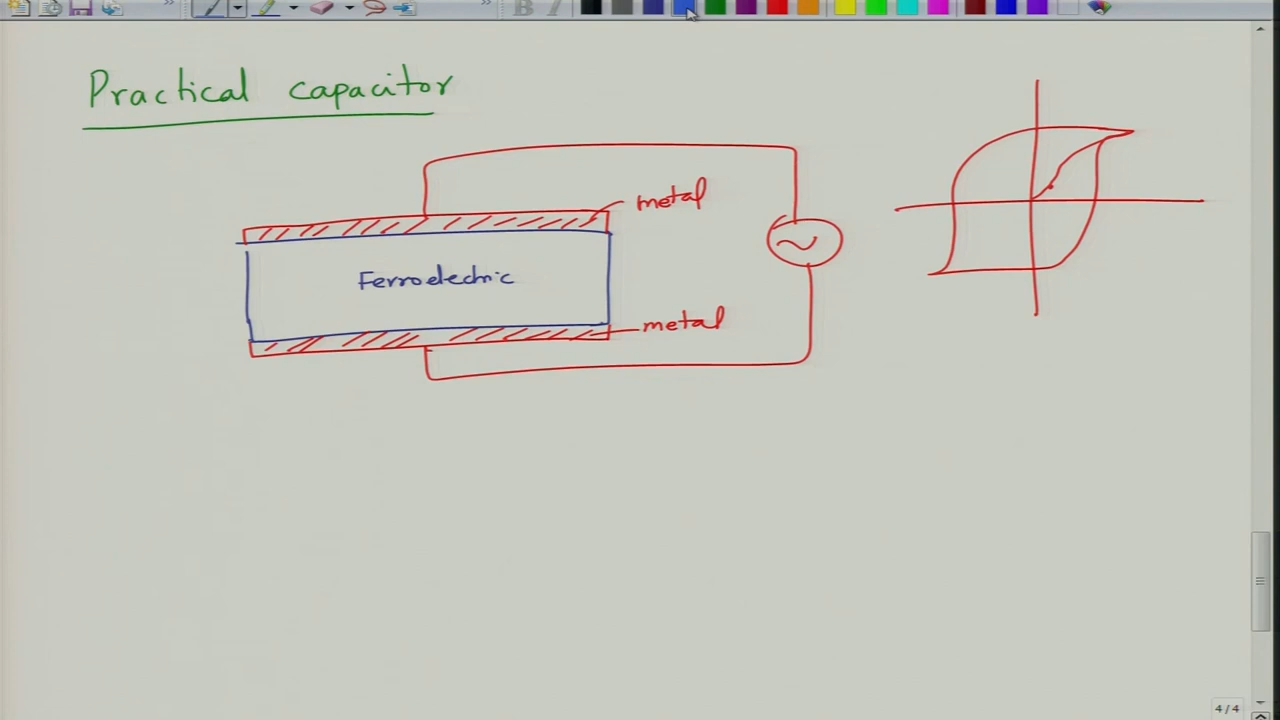 Practical capacitor
metal
Ferroelectric
metal
4/4